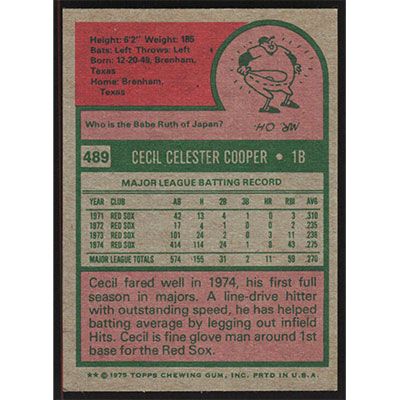 Height: 6'2" Weight: 185
Bats: Left Throws: Left
Born: 12-20-49, Brenham,
Texas
Home: Brenham,
Texas
Who is the Babe Ruth of Japan?
MR. OH
489 CECIL CELESTER COOPER • 1B
MAJOR LEAGUE BATTING RECORD
YEAR CLUB AB H 2B 3B HR RBI AVG
1971 RED SOX 42 13 4 1 0 3 .310
1972 RED SOX 17 4 1 0 0 2 .235
1973 RED SOX 101 24 2 0 3 11 .238
1974 RED SOX 414 114 24 1 8 43 .275
MAJOR LEAGUE TOTALS 574 155 31 2 11 59 .270
Cecil fared well in 1974, his first full
season in majors. A line-drive hitter
with outstanding speed, he has helped
batting average by legging out infield
Hits. Cecil is fine glove man around 1st
base for the Red Sox.
** © 1975 TOPPS CHEWING GUM, INC. PRTD IN U.S.A.